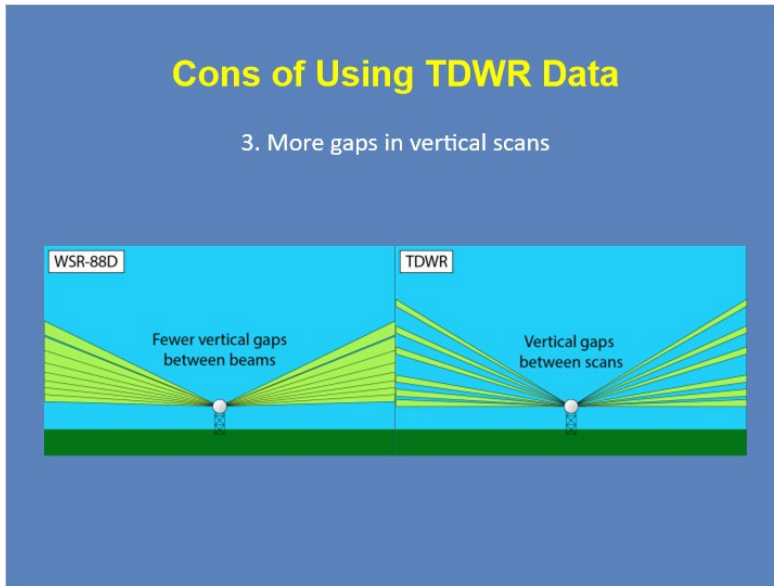 Cons of Using TDWR Data
3. More gaps in vertical scans
WSR-88D
Fewer vertical gaps
between beams
TDWR
Vertical gaps
between scans